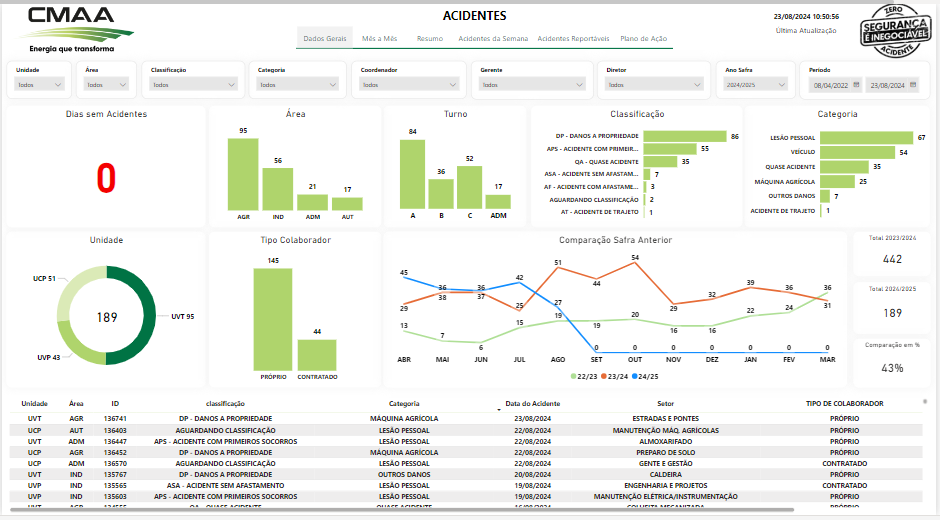 CMAA
Energia que transforma
ACIDENTES
23/08/2024 10:50:56
Última Atualização
ZERO
SEGURANÇA
É INEGOCIÁVEL
ACIDENTE
Dados Gerais Mês a Mês Resumo Acidentes da Semana Acidentes Reportáveis Plano de Ação
Unidade Área Classificação Categoria Coordenador Gerente Diretor Ano Safra Período
Todos Todos Todos Todos Todos Todos Todos 2024/2025 08/04/2022 23/08/2024
Dias sem Acidentes
0
Área
95 56 21 17
AGR IND ADM AUT
Turno
84 36 52 17
A B C ADM
Classificação
DP - DANOS A PROPRIEDADE 86
APS - ACIDENTE COM PRIMEIR... 55
QA - QUASE ACIDENTE 35
ASA - ACIDENTE SEM AFASTAM... 7
AF - ACIDENTE COM AFASTAME... 3
AGUARDANDO CLASSIFICAÇÃO 2
AT - ACIDENTE DE TRAJETO 1
Categoria
LESÃO PESSOAL 67
VEÍCULO 54
QUASE ACIDENTE 35
MÁQUINA AGRÍCOLA 25
OUTROS DANOS 7
ACIDENTE DE TRAJETO 1
Unidade
UCP 51
189
UVT 95
UVP 43
Tipo Colaborador
145 44
PRÓPRIO CONTRATADO
Comparação Safra Anterior
45 36 36 42 27 0 0 0 0 0 0 0
29 38 37 25 51 44 54 29 32 39 36 31
13 7 6 15 19 19 20 16 16 22 24 36
ABR MAI JUN JUL AGO SET OUT NOV DEZ JAN FEV MAR
22/23 23/24 24/25
Total 2023/2024
442
Total 2024/2025
189
Comparação em %
43%
Unidade Área ID classificação Categoria Data do Acidente Setor TIPO DE COLABORADOR
UVT AGR 136741 DP - DANOS A PROPRIEDADE MÁQUINA AGRÍCOLA 23/08/2024 ESTRADAS E PONTES PRÓPRIO
UCP AUT 136403 AGUARDANDO CLASSIFICAÇÃO LESÃO PESSOAL 22/08/2024 MANUTENÇÃO MÁQ. AGRÍCOLAS PRÓPRIO
UVT ADM 136447 APS - ACIDENTE COM PRIMEIROS SOCORROS LESÃO PESSOAL 22/08/2024 ALMOXARIFADO PRÓPRIO
UCP AGR 136452 DP - DANOS A PROPRIEDADE MÁQUINA AGRÍCOLA 22/08/2024 PREPARO DE SOLO PRÓPRIO
UCP ADM 136570 AGUARDANDO CLASSIFICAÇÃO LESÃO PESSOAL 22/08/2024 GENTE E GESTÃO CONTRATADO
UVT IND 135767 DP - DANOS A PROPRIEDADE OUTROS DANOS 20/08/2024 CALDEIRA PRÓPRIO
UVP IND 135565 ASA - ACIDENTE SEM AFASTAMENTO LESÃO PESSOAL 19/08/2024 ENGENHARIA E PROJETOS CONTRATADO
UVP IND 135603 APS - ACIDENTE COM PRIMEIROS SOCORROS LESÃO PESSOAL 19/08/2024 MANUTENÇÃO ELÉTRICA/INSTRUMENTAÇÃO PRÓPRIO